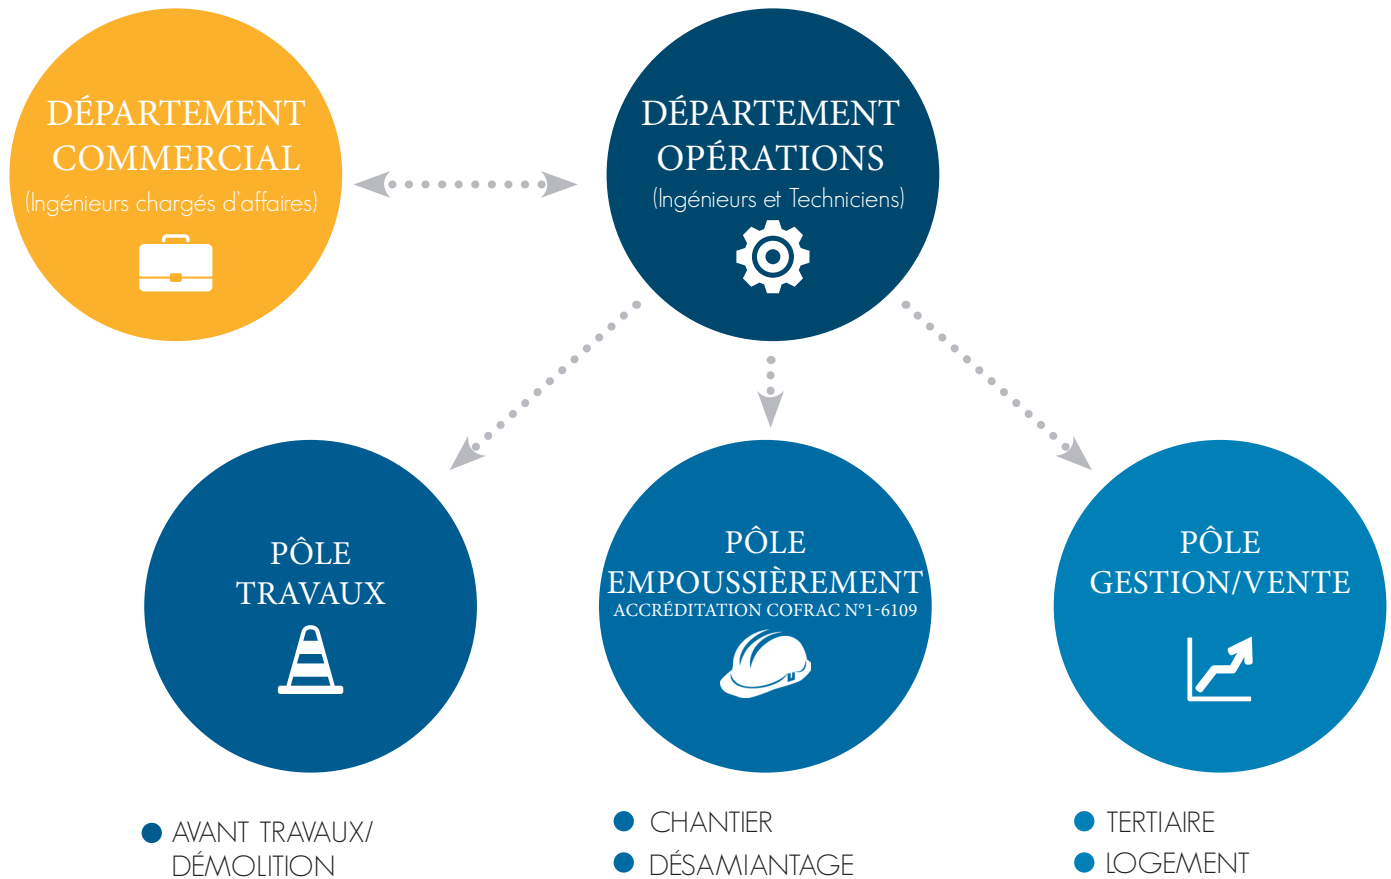 DÉPARTEMENT
COMMERCIAL
(Ingénieurs chargés d'affaires)
DÉPARTEMENT
OPÉRATIONS
(Ingénieurs et Techniciens)
PÔLE
TRAVAUX
PÔLE
EMPOUSSIÈREMENT
ACCRÉDITATION COFRAC N°1-6109
PÔLE
GESTION/VENTE
AVANT TRAVAUX/
DÉMOLITION
CHANTIER
DÉSAMIANTAGE
TERTIAIRE
LOGEMENT